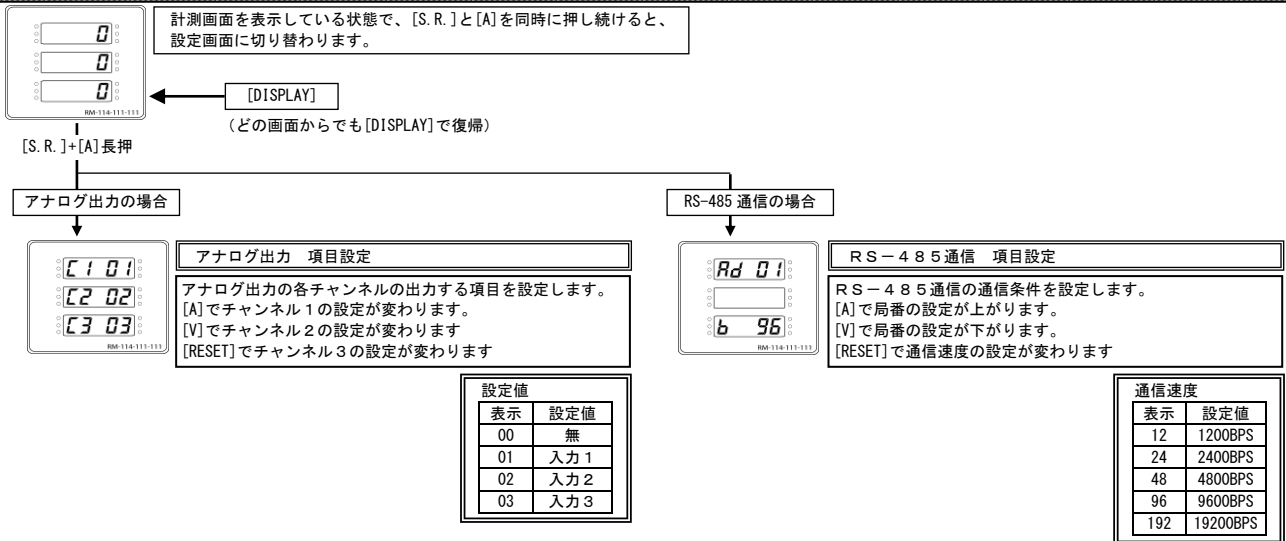 計測画面を表示している状態で、[S.R.]と[A]を同時に押し続けると、
設定画面に切り替わります。
0
0
0
RM-114-111-111
[DISPLAY]
（どの画面からでも[DISPLAY]で復帰）
[S.R.]+[A]長押
アナログ出力の場合
C1 01
C2 02
C3 03
RM-114-111-111
アナログ出力　項目設定
アナログ出力の各チャンネルの出力する項目を設定します。
[A]でチャンネル１の設定が変わります。
[V]でチャンネル２の設定が変わります
[RESET]でチャンネル３の設定が変わります
設定値
表示 設定値
00 無
01 入力１
02 入力２
03 入力３
RS-485 通信の場合
Ad 01
b 96
RM-114-111-111
ＲＳ－４８５通信　項目設定
ＲＳ－４８５通信の通信条件を設定します。
[A]で局番の設定が上がります。
[V]で局番の設定が下がります。
[RESET]で通信速度の設定が変わります
通信速度
表示 設定値
12 1200BPS
24 2400BPS
48 4800BPS
96 9600BPS
192 19200BPS